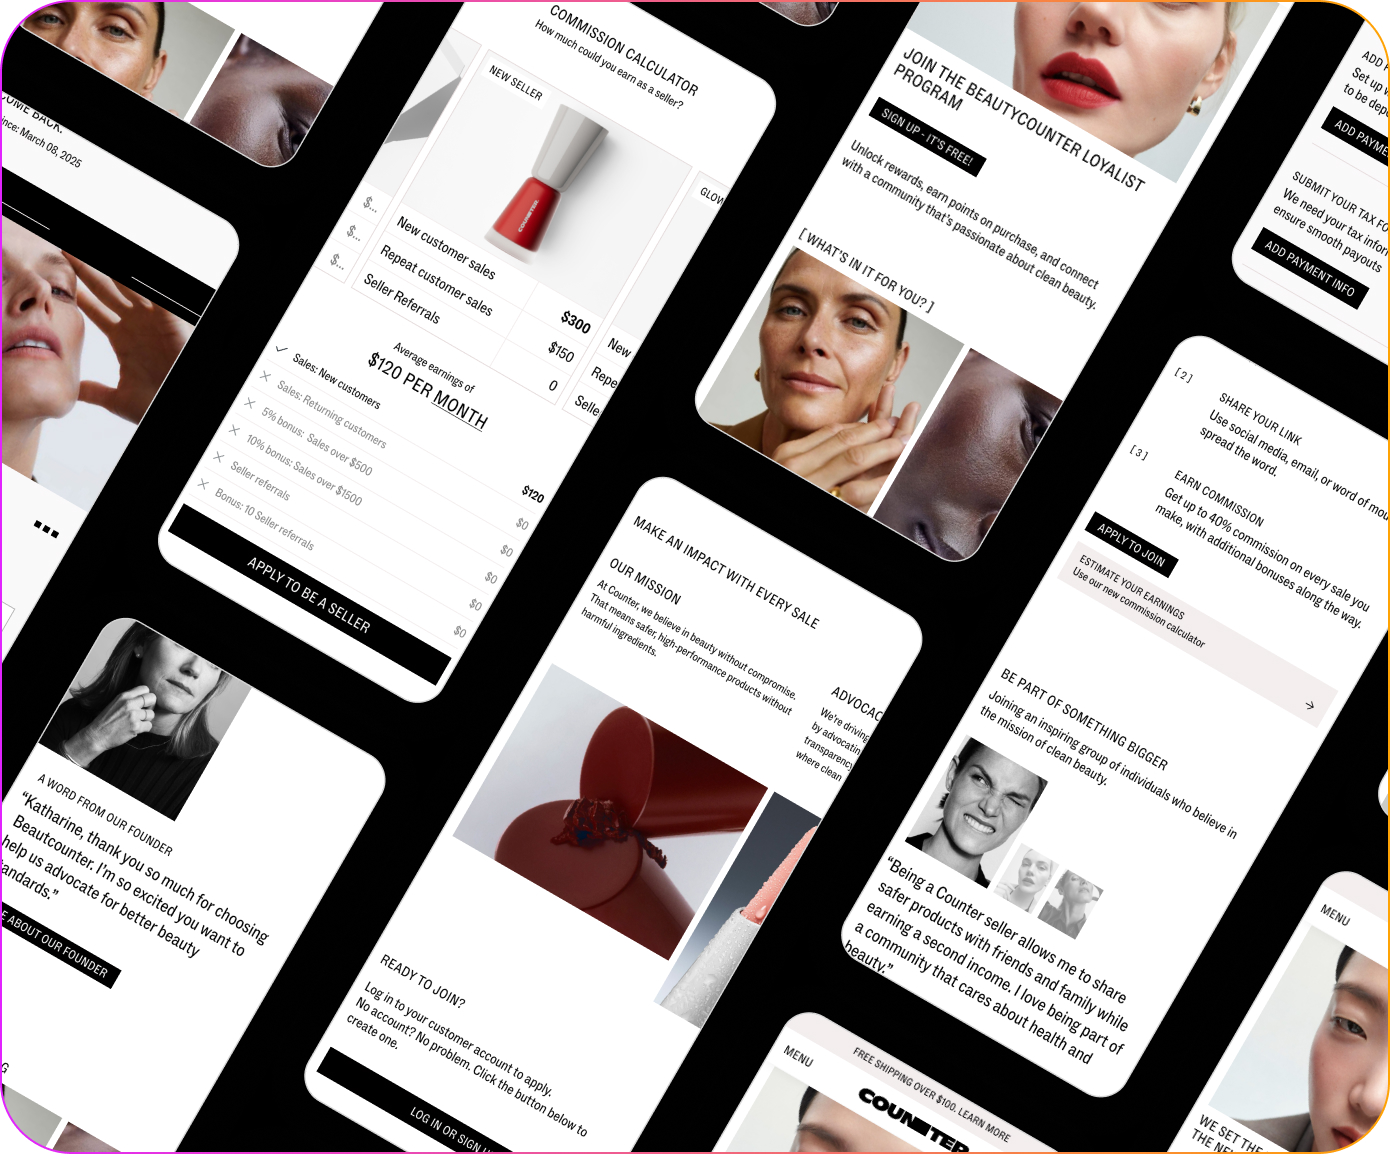 COME BACK.
ince: March 08, 2025
COMMISSION CALCULATOR
How much could you earn as a seller?
NEW SELLER
COUNTER
GLOW
$...
$...
$...
New customer sales
$300
Repeat customer sales
$150
Seller Referrals
0
New
Repe
Selle
Average earnings of
$120 PER MONTH
Sales: New customers
$120
Sales: Returning customers
$0
5% bonus: Sales over $500
$0
10% bonus: Sales over $1500
$0
Seller referrals
$0
Bonus: 10 Seller referrals
$0
APPLY TO BE A SELLER
A WORD FROM OUR FOUNDER
“Katharine, thank you so much for choosing
Beautcounter. I’m so excited you want to
help us advocate for better beauty
andards.”
E ABOUT OUR FOUNDER
G
JOIN THE BEAUTYCOUNTER LOYALIST
PROGRAM
SIGN UP - IT’S FREE!
Unlock rewards, earn points on purchase, and connect
with a community that’s passionate about clean beauty.
[ WHAT’S IN IT FOR YOU? ]
MAKE AN IMPACT WITH EVERY SALE
OUR MISSION
At Counter, we believe in beauty without compromise.
That means safer, high-performance products without
harmful ingredients.
ADVOCAC
We’re driving
by advocating
transparency
where clean
READY TO JOIN?
Log in to your customer account to apply.
No account? No problem. Click the button below to
create one.
LOG IN OR SIGN U
ADD P
Set up
to be depo
ADD PAYME
SUBMIT YOUR TAX FO
We need your tax infor
ensure smooth payouts
ADD PAYMENT INFO
[ 2 ]
SHARE YOUR LINK
Use social media, email, or word of mou
spread the word.
[ 3 ]
EARN COMMISSION
Get up to 40% commission on every sale you
make, with additional bonuses along the way.
APPLY TO JOIN
ESTIMATE YOUR EARNINGS
Use our new commission calculator
BE PART OF SOMETHING BIGGER
Joining an inspiring group of individuals who believe in
the mission of clean beauty.
“Being a Counter seller allows me to share
safer products with friends and family while
earning a second income. I love being part of
a community that cares about health and
beauty.”
FREE SHIPPING OVER $100. LEARN MORE
MENU
COUNTER
MENU
WE SET THE
THE NE